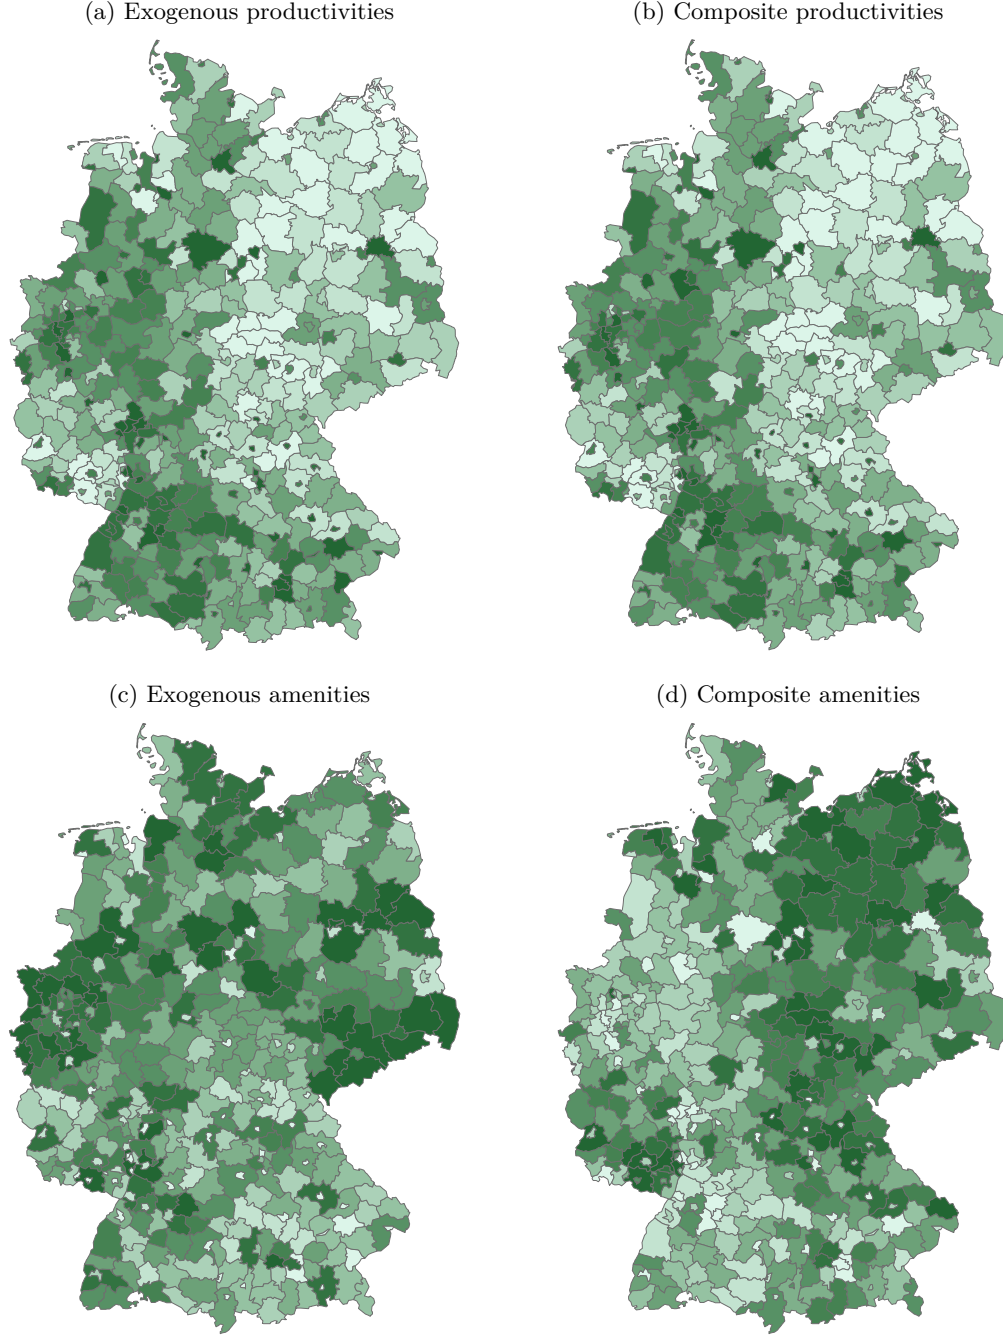 (a) Exogenous productivities
(b) Composite productivities
(c) Exogenous amenities
(d) Composite amenities